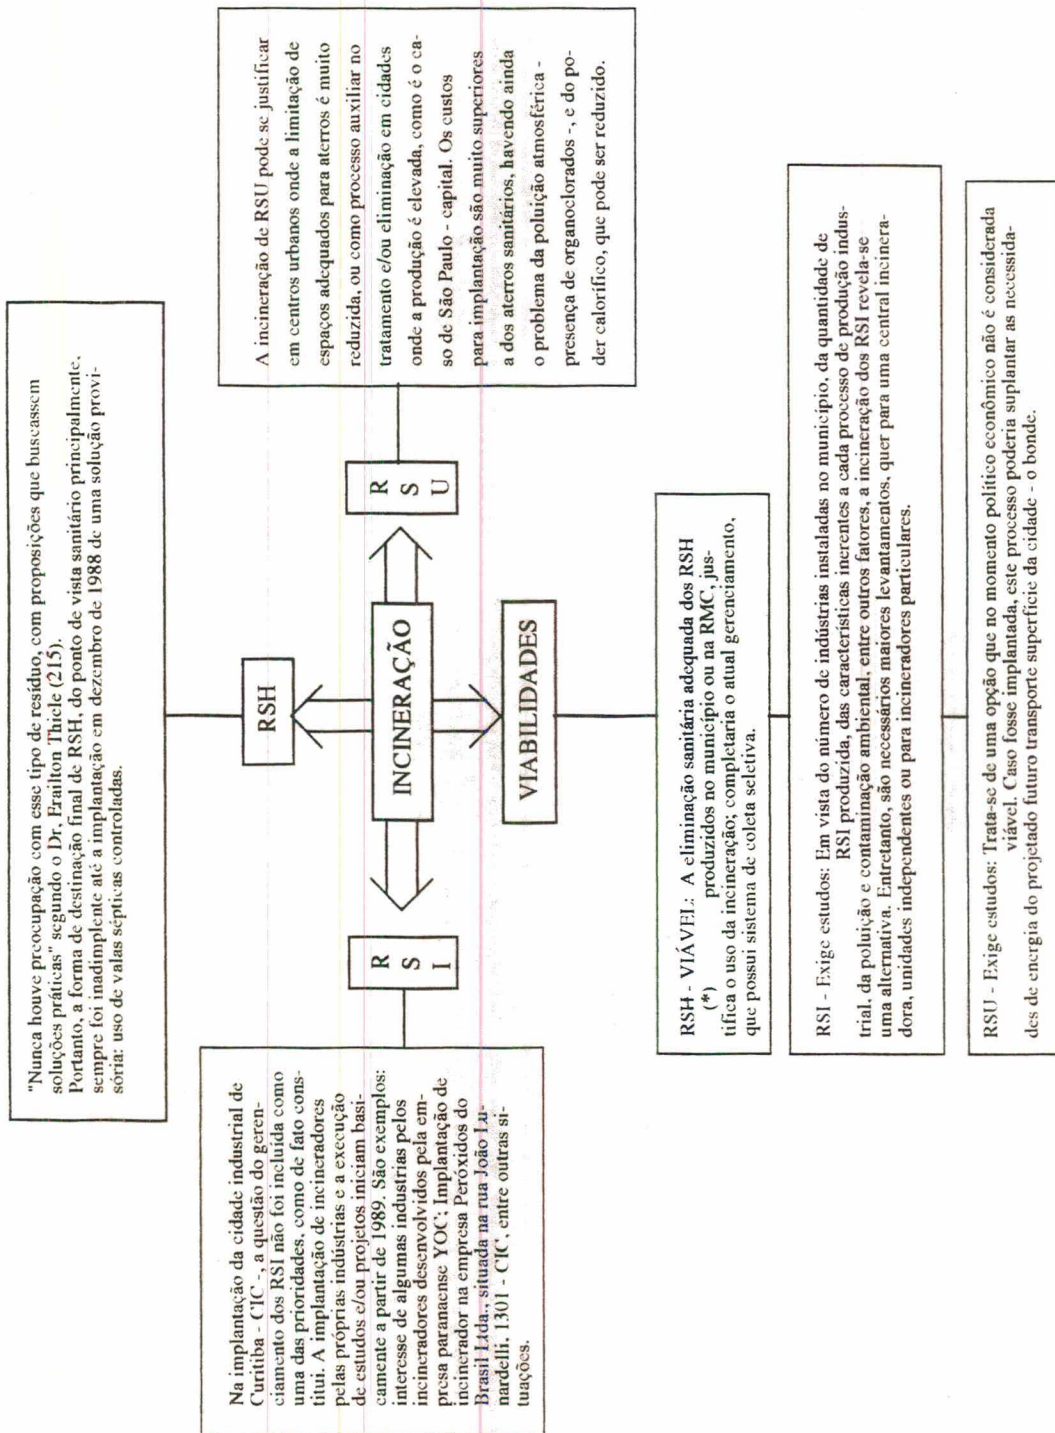 "Nunca houve preocupação com esse tipo de resíduo, com proposições que buscassem
soluções práticas" segundo o Dr. Erailton Thiele (215).
Portanto, a forma de destinação final de RSH, do ponto de vista sanitário principalmente,
sempre foi inadimplente até a implantação em dezembro de 1988 de uma solução provi-
sória: uso de valas sépticas controladas.
RSH
Na implantação da cidade industrial de
Curitiba - CIC -, a questão do geren-
ciamento dos RSI não foi incluída como
uma das prioridades, como de fato cons-
titui. A implantação de incineradores
pelas próprias indústrias e a execução
de estudos e/ou projetos iniciam basi-
camente a partir de 1989. São exemplos:
interesse de algumas industrias pelos
incineradores desenvolvidos pela em-
presa paranaense YOC; Implantação de
incinerador na empresa Peróxidos do
Brasil Ltda., situada na rua João Lu-
nardelli, 1301 - CIC, entre outras si-
tuações.
R
S
I
INCINERAÇÃO
R
S
U
A incineração de RSU pode se justificar
em centros urbanos onde a limitação de
espaços adequados para aterros é muito
reduzida, ou como processo auxiliar no
tratamento e/ou eliminação em cidades
onde a produção é elevada, como é o ca-
so de São Paulo - capital. Os custos
para implantação são muito superiores
a dos aterros sanitários, havendo ainda
o problema da poluição atmosférica -
presença de organoclorados -, e do po-
der calorífico, que pode ser reduzido.
VIABILIDADES
RSH - VIÁVEL: A eliminação sanitária adequada dos RSH
(*) produzidos no município ou na RMC, jus-
tifica o uso da incineração; completaria o atual gerenciamento,
que possui sistema de coleta seletiva.
RSI - Exige estudos: Em vista do número de indústrias instaladas no município, da quantidade de
RSI produzida, das características inerentes a cada processo de produção indus-
trial, da poluição e contaminação ambiental, entre outros fatores, a incineração dos RSI revela-se
uma alternativa. Entretanto, são necessários maiores levantamentos, quer para uma central incinera-
dora, unidades independentes ou para incineradores particulares.
RSU - Exige estudos: Trata-se de uma opção que no momento político econômico não é considerada
viável. Caso fosse implantada, este processo poderia suplantar as necessida-
des de energia do projetado futuro transporte superfície da cidade - o bonde.